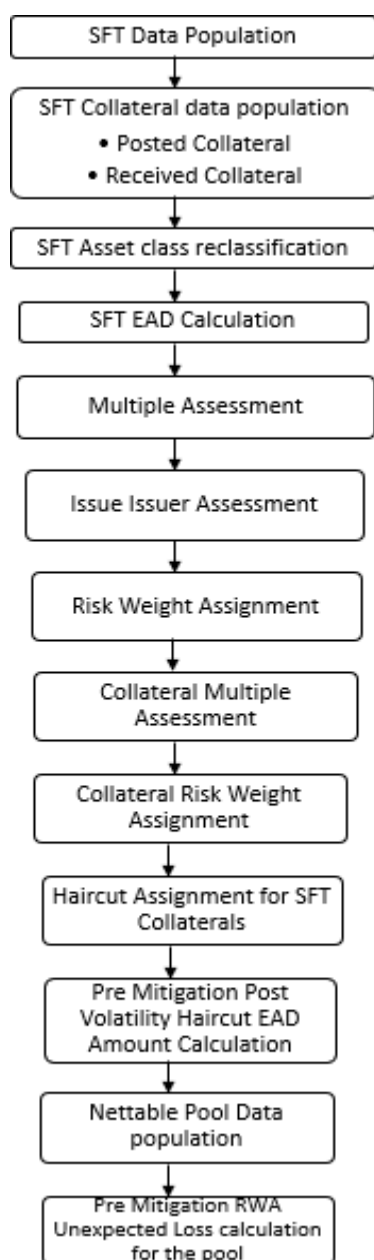 SFT Data Population
SFT Collateral data population
• Posted Collateral
• Received Collateral
SFT Asset class reclassification
SFT EAD Calculation
Multiple Assessment
Issue Issuer Assessment
Risk Weight Assignment
Collateral Multiple
Assessment
Collateral Risk Weight
Assignment
Haircut Assignment for SFT
Collaterals
Pre Mitigation Post
Volatility Haircut EAD
Amount Calculation
Nettable Pool Data
population
Pre Mitigation RWA
Unexpected Loss calculation
for the pool